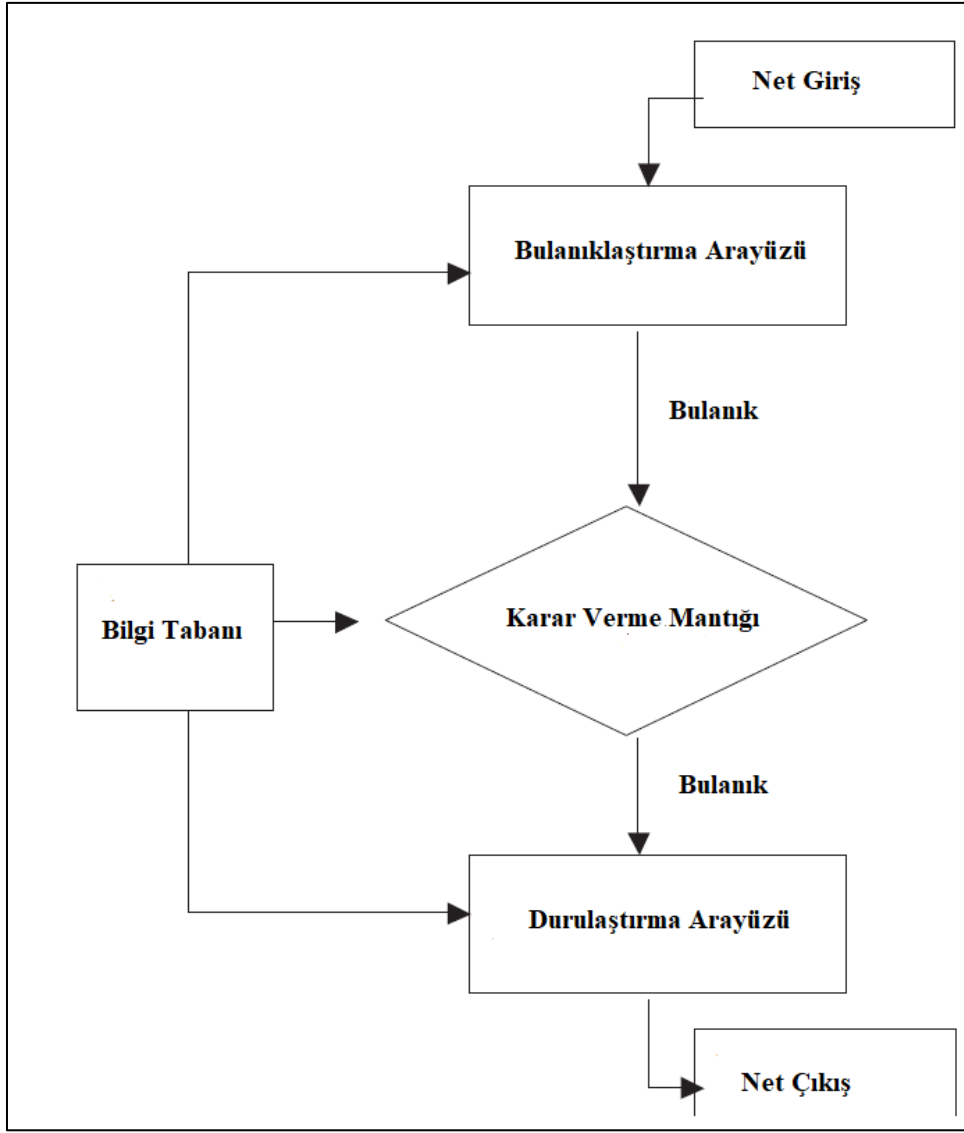 Net Giriş
Bulanıklaştırma Arayüzü
Bulanık
Karar Verme Mantığı
Bilgi Tabanı
Bulanık
Durulaştırma Arayüzü
Net Çıkış